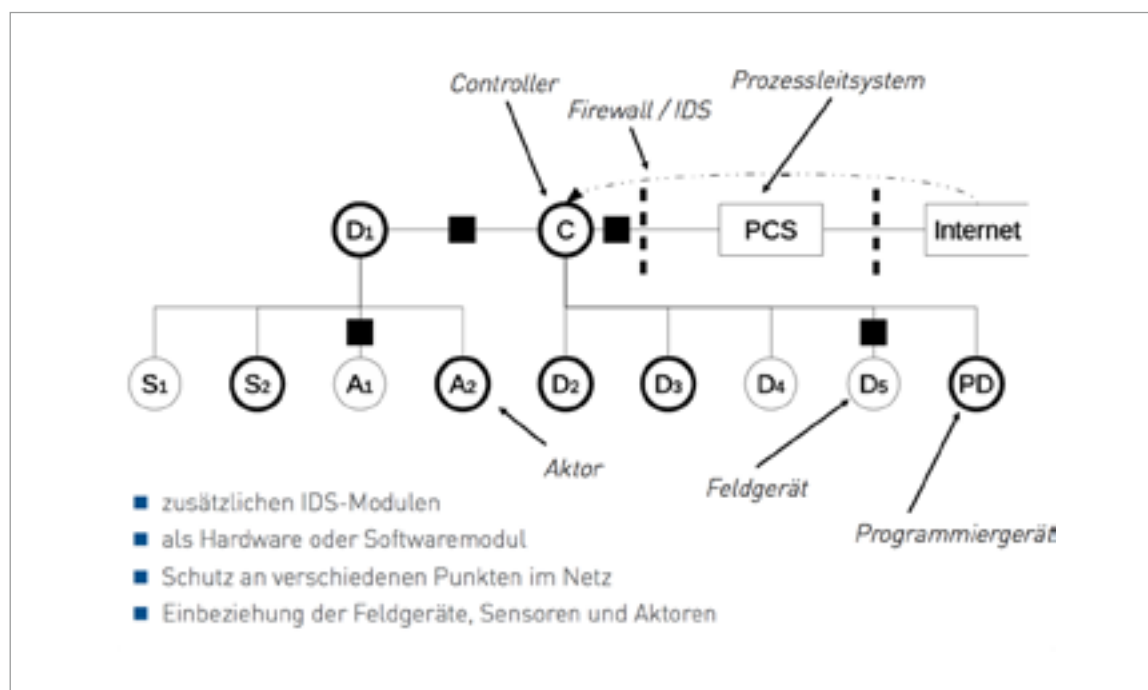 Controller
Prozessleitsystem
Firewall / IDS
D1
C
PCS
Internet
S1 S2 A1 A2 D2 D3 D4 D5 PD
Aktor
Feldgerät
Programmiergerät
zusätzlichen IDS-Modulen
als Hardware oder Softwaremodul
Schutz an verschiedenen Punkten im Netz
Einbeziehung der Feldgeräte, Sensoren und Aktoren